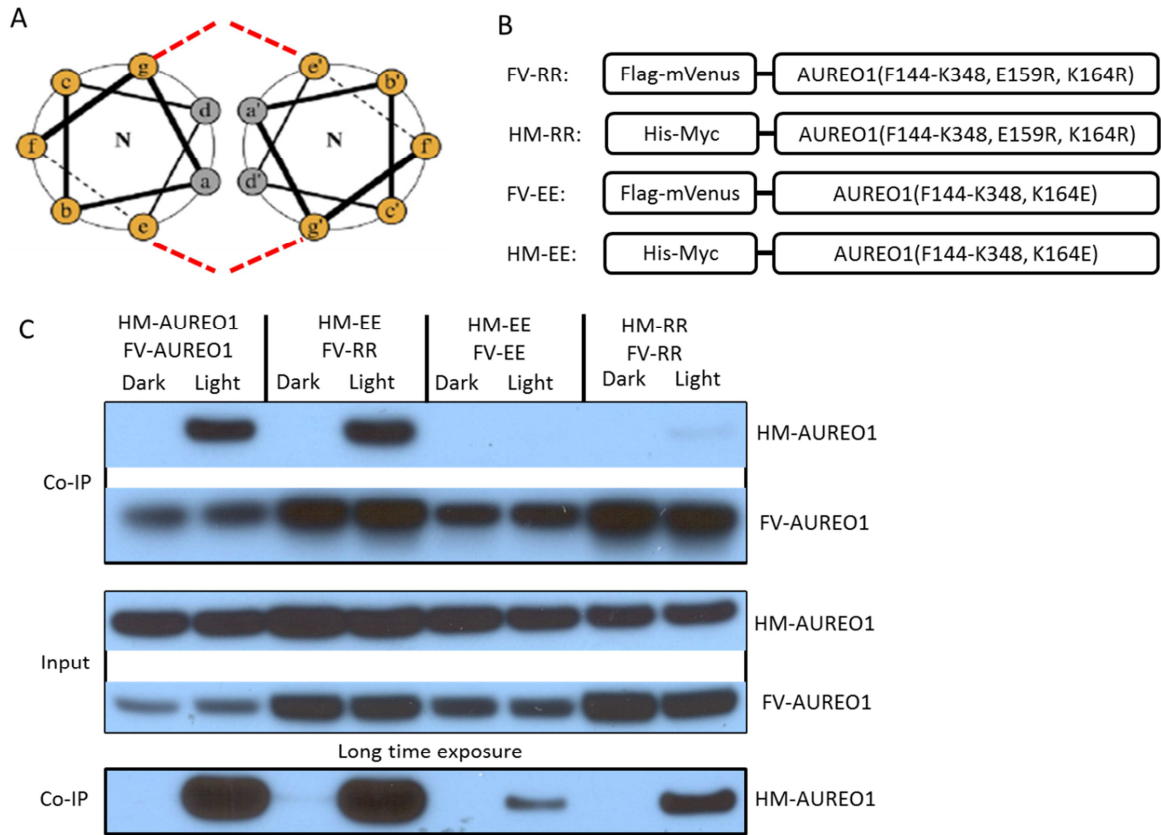 A
g
e'
c
b'
d
a'
f
N
N
f'
a
d'
b
c'
e
g'
B
FV-RR: Flag-mVenus AUREO1(F144-K348, E159R, K164R)
HM-RR: His-Myc AUREO1(F144-K348, E159R, K164R)
FV-EE: Flag-mVenus AUREO1(F144-K348, K164E)
HM-EE: His-Myc AUREO1(F144-K348, K164E)
C
HM-AUREO1 HM-EE HM-EE HM-RR
FV-AUREO1 FV-RR FV-EE FV-RR
Dark Light Dark Light Dark Light Dark Light
HM-AUREO1
Co-IP
FV-AUREO1
HM-AUREO1
Input
FV-AUREO1
Long time exposure
Co-IP HM-AUREO1